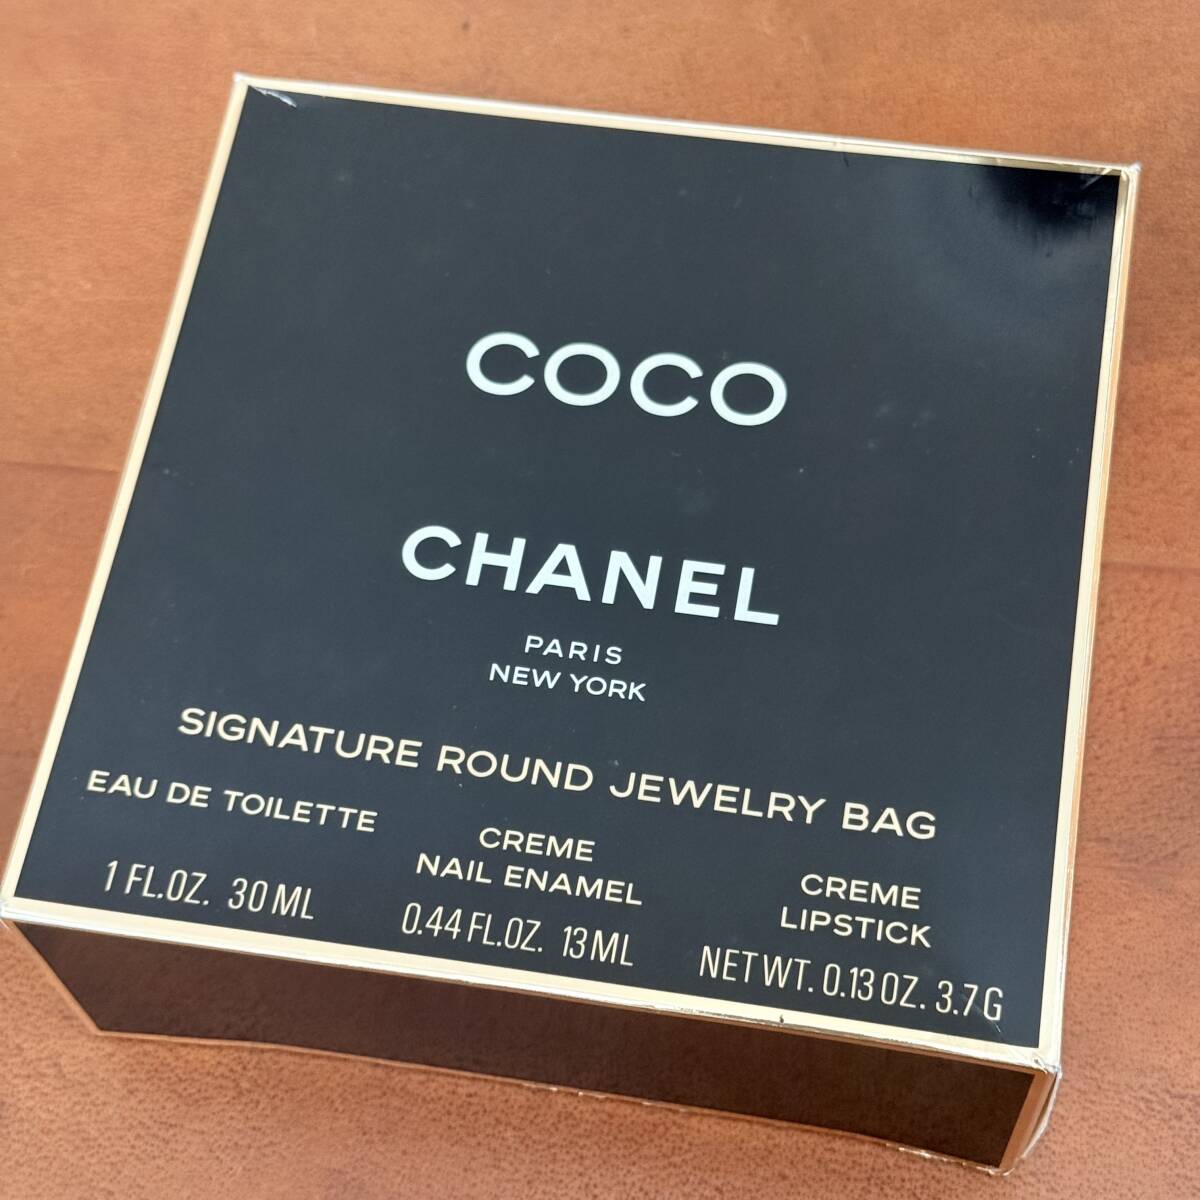 COCO
CHANEL
PARIS
NEW YORK
SIGNATURE ROUND JEWELRY BAG
EAU DE TOILETTE
1 FL.OZ. 30 ML
CREME
NAIL ENAMEL
0.44 FL.OZ. 13 ML
CREME
LIPSTICK
NET WT. 0.13 OZ. 3.7 G